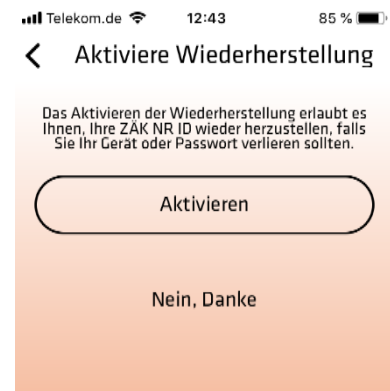 Telekom.de 12:43 85 %
Aktiviere Wiederherstellung
Das Aktivieren der Wiederherstellung erlaubt es
Ihnen, Ihre ZÄK NR ID wieder herzustellen, falls
Sie Ihr Gerät oder Passwort verlieren sollten.
Aktivieren
Nein, Danke